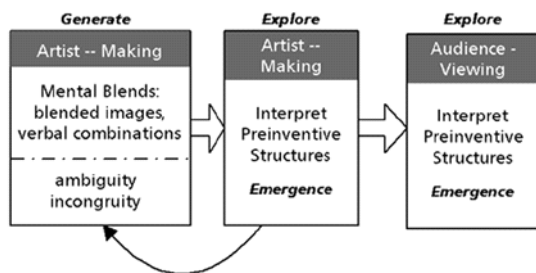 Generate
Artist -- Making
Mental Blends:
blended images,
verbal combinations
ambiguity
incongruity
Explore
Artist --
Making
Interpret
Preinventive
Structures
Emergence
Explore
Audience -
Viewing
Interpret
Preinventive
Structures
Emergence